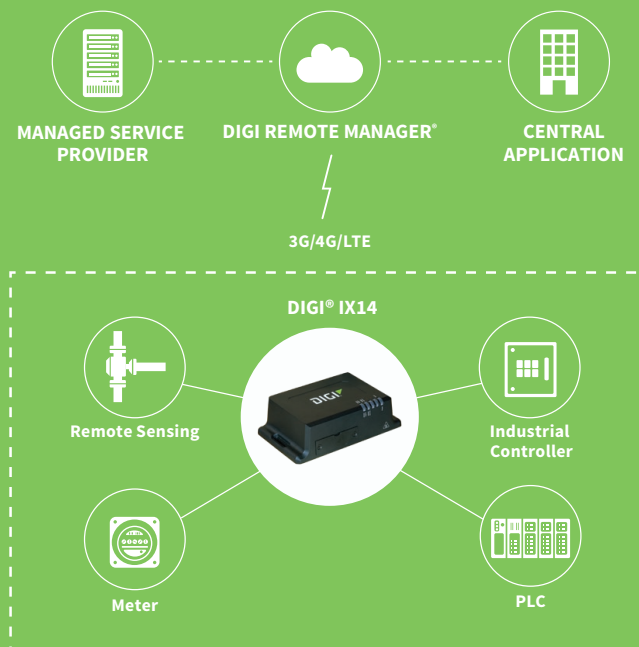 MANAGED SERVICE
PROVIDER
DIGI REMOTE MANAGER®
CENTRAL
APPLICATION
3G/4G/LTE
DIGI® IX14
DIGI
Remote Sensing
Industrial
Controller
Meter
PLC